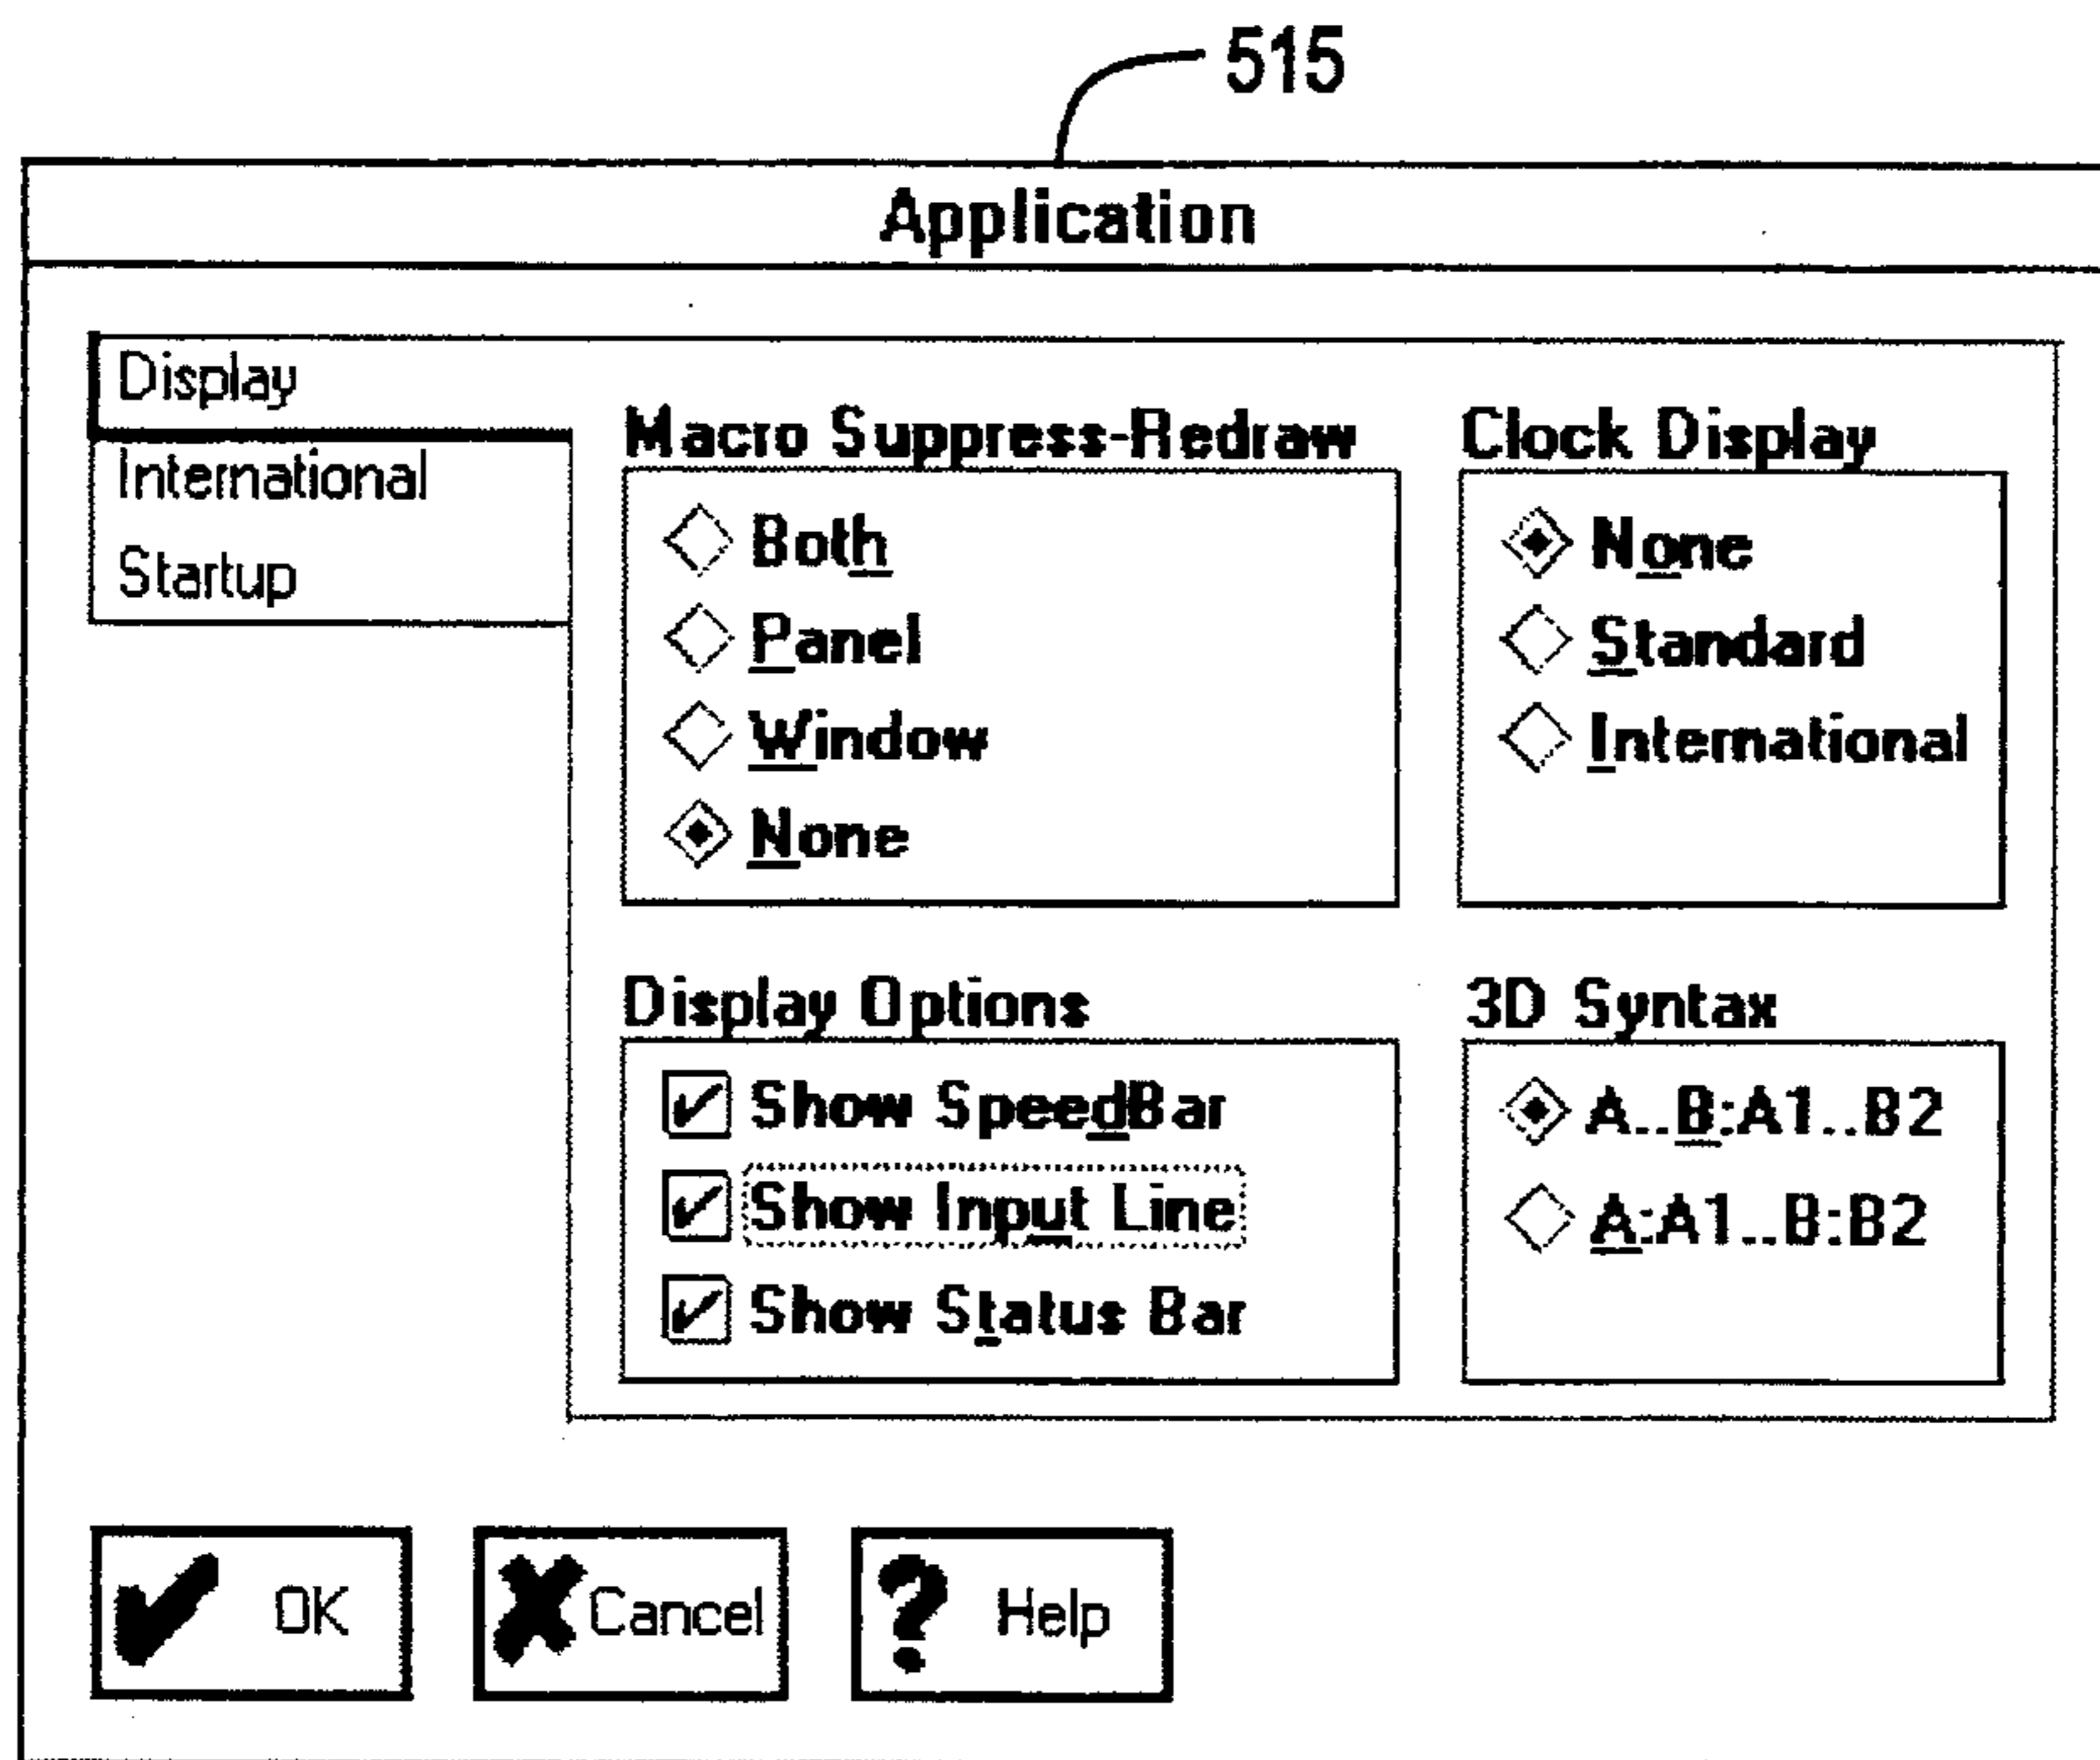 515
Application
Display
International
Startup
Macro Suppress-Redraw
Both
Panel
Window
None
Clock Display
None
Standard
International
Display Options
Show SpeedBar
Show Input Line
Show Status Bar
3D Syntax
A..B:A1..B2
A:A1..B:B2
OK
Cancel
Help